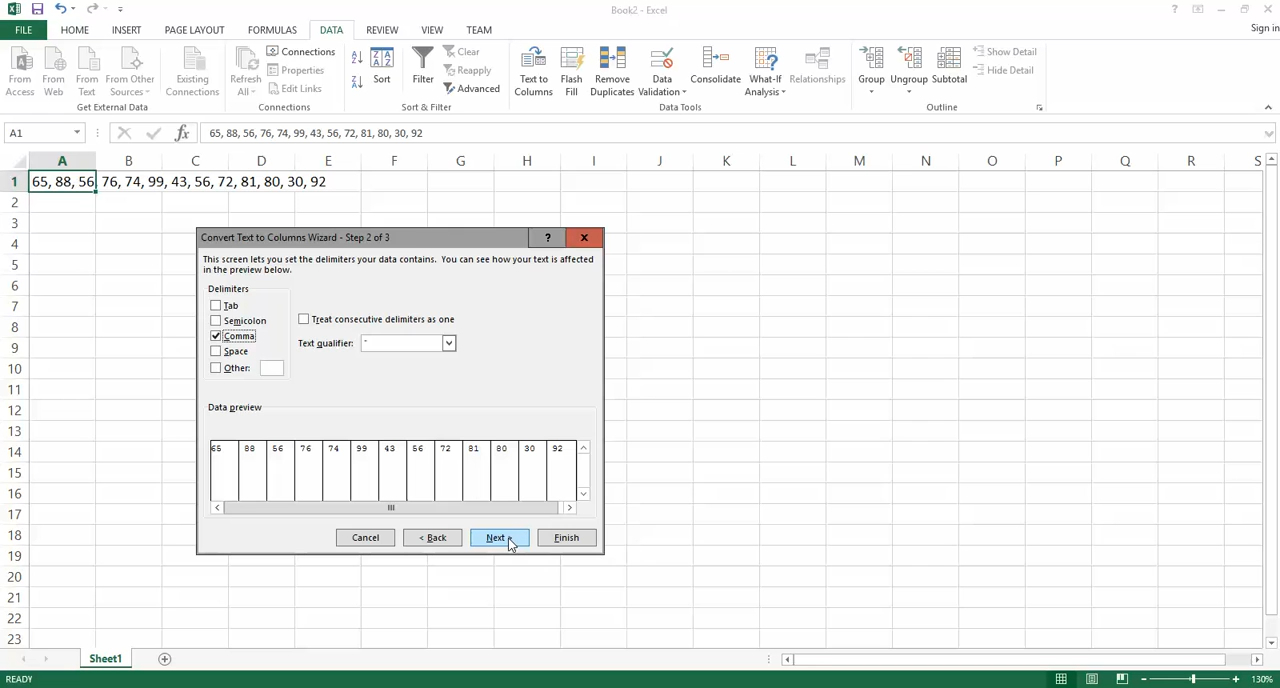 Book2 - Excel
?
FILE HOME INSERT PAGE LAYOUT FORMULAS DATA REVIEW VIEW TEAM Sign in
From Access
From Web
From Text
From Other Sources
Existing Connections
Get External Data
Refresh All
Connections
Properties
Edit Links
Connections
Sort
Filter
Clear
Reapply
Advanced
Sort & Filter
Text to Columns
Flash Fill
Remove Duplicates
Data Validation
Consolidate
What-If Analysis
Relationships
Data Tools
Group
Ungroup
Subtotal
Show Detail
Hide Detail
Outline
A1 fx 65, 88, 56, 76, 74, 99, 43, 56, 72, 81, 80, 30, 92
A B C D E F G H I J K L M N O P Q R S
1 65, 88, 56, 76, 74, 99, 43, 56, 72, 81, 80, 30, 92
2
3
4
5
6
7
8
9
10
11
12
13
14
15
16
17
18
19
20
21
22
23
Convert Text to Columns Wizard - Step 2 of 3 ?
This screen lets you set the delimiters your data contains. You can see how your text is affected
in the preview below.
Delimiters
Tab
Semicolon
Comma
Space
Other:
Treat consecutive delimiters as one
Text qualifier: "
Data preview
65 88 56 76 74 99 43 56 72 81 80 30 92
Cancel < Back Next > Finish
Sheet1
READY 130%